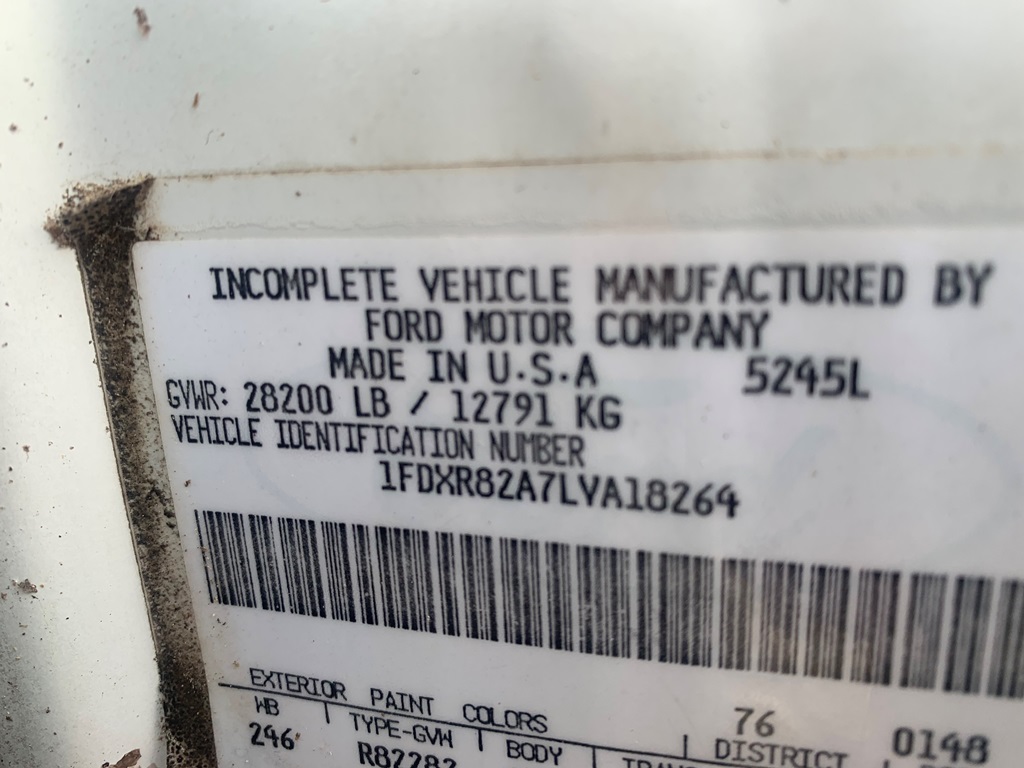 INCOMPLETE VEHICLE MANUFACTURED BY
FORD MOTOR COMPANY
MADE IN U.S.A 5245L
GVWR: 28200 LB / 12791 KG
VEHICLE IDENTIFICATION NUMBER
1FDXR82A7LVA18264
EXTERIOR PAINT COLORS 76 0148
WB TYPE-GVW BODY DISTRICT
246 R82282